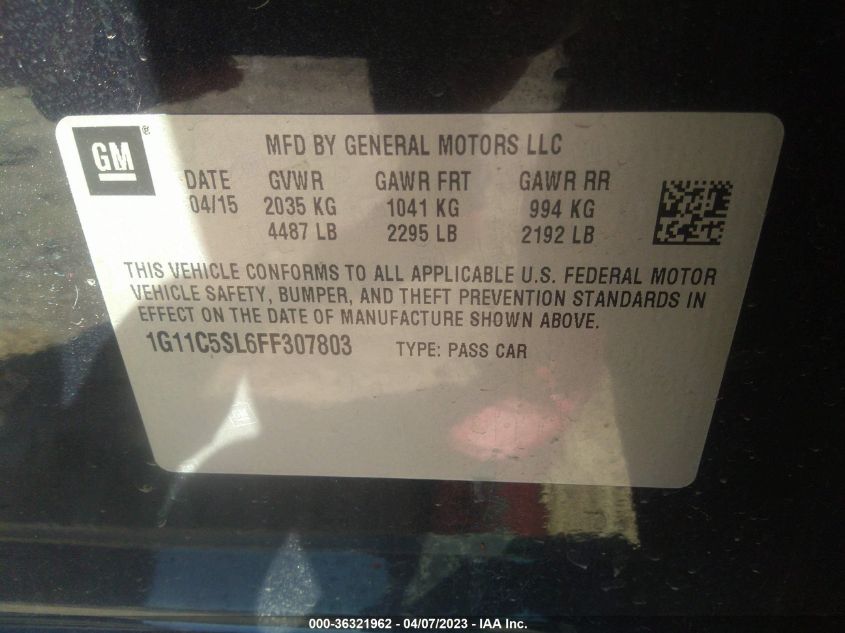 GM ®
MFD BY GENERAL MOTORS LLC
DATE GVWR GAWR FRT GAWR RR
04/15 2035 KG 1041 KG 994 KG
4487 LB 2295 LB 2192 LB
THIS VEHICLE CONFORMS TO ALL APPLICABLE U.S. FEDERAL MOTOR
VEHICLE SAFETY, BUMPER, AND THEFT PREVENTION STANDARDS IN
EFFECT ON THE DATE OF MANUFACTURE SHOWN ABOVE.
1G11C5SL6FF307803 TYPE: PASS CAR
GM
000-36321962 - 04/07/2023 - IAA Inc.